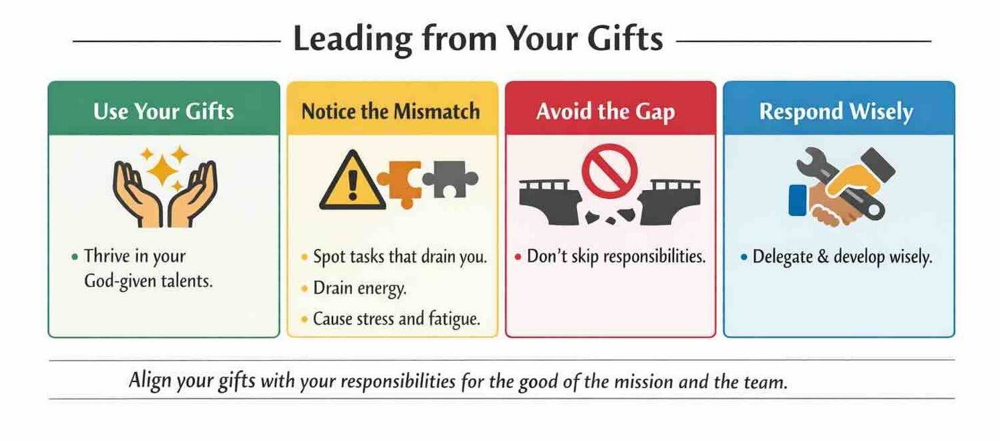 Leading from Your Gifts
Use Your Gifts
• Thrive in your
God-given talents.
Notice the Mismatch
• Spot tasks that drain you.
• Drain energy.
• Cause stress and fatigue.
Avoid the Gap
• Don't skip responsibilities.
Respond Wisely
• Delegate & develop wisely.
Align your gifts with your responsibilities for the good of the mission and the team.